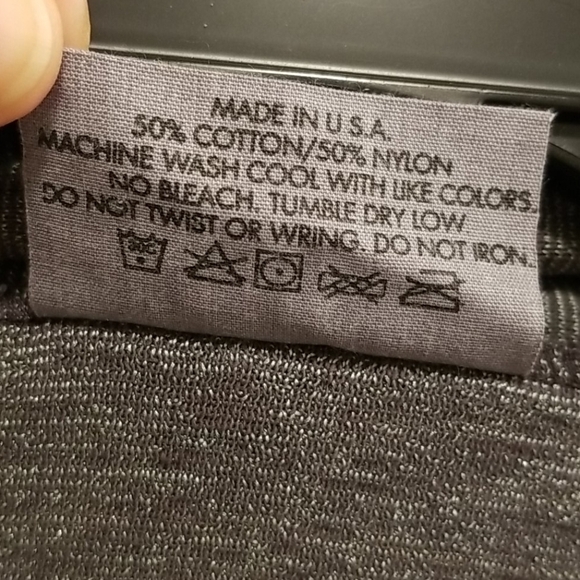 MADE IN U.S.A.
50% COTTON/50% NYLON
MACHINE WASH COOL WITH LIKE COLORS.
NO BLEACH. TUMBLE DRY LOW
DO NOT TWIST OR WRING. DO NOT IRON.